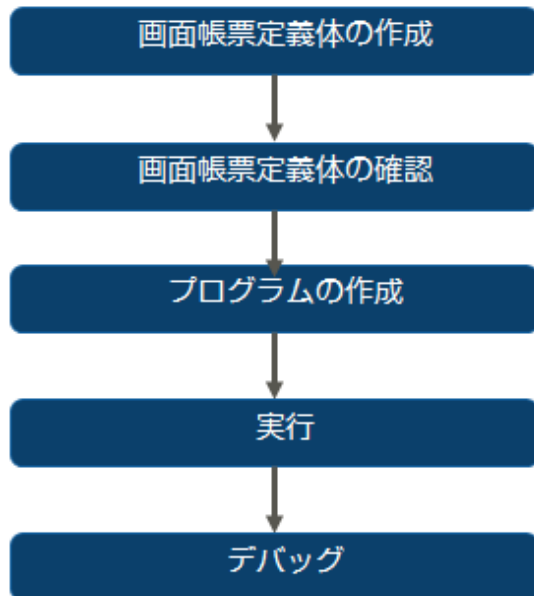 画面帳票定義体の作成
画面帳票定義体の確認
プログラムの作成
実行
デバッグ